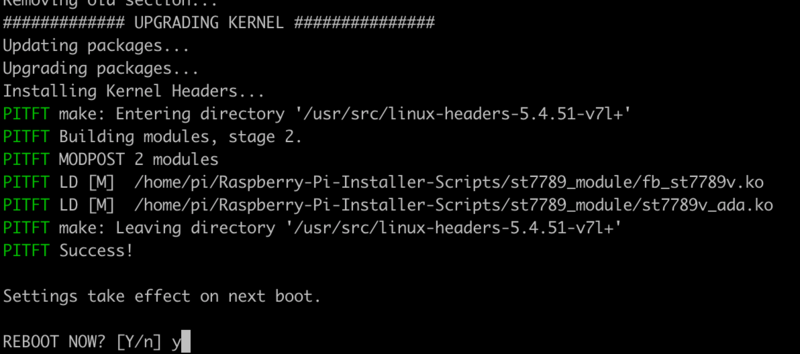 Removing old section...
############# UPGRADING KERNEL ###############
Updating packages...
Upgrading packages...
Installing Kernel Headers...
PITFT make: Entering directory '/usr/src/linux-headers-5.4.51-v7l+'
PITFT Building modules, stage 2.
PITFT MODPOST 2 modules
PITFT LD [M]  /home/pi/Raspberry-Pi-Installer-Scripts/st7789_module/fb_st7789v.ko
PITFT LD [M]  /home/pi/Raspberry-Pi-Installer-Scripts/st7789_module/st7789v_ada.ko
PITFT make: Leaving directory '/usr/src/linux-headers-5.4.51-v7l+'
PITFT Success!
Settings take effect on next boot.
REBOOT NOW? [Y/n] y